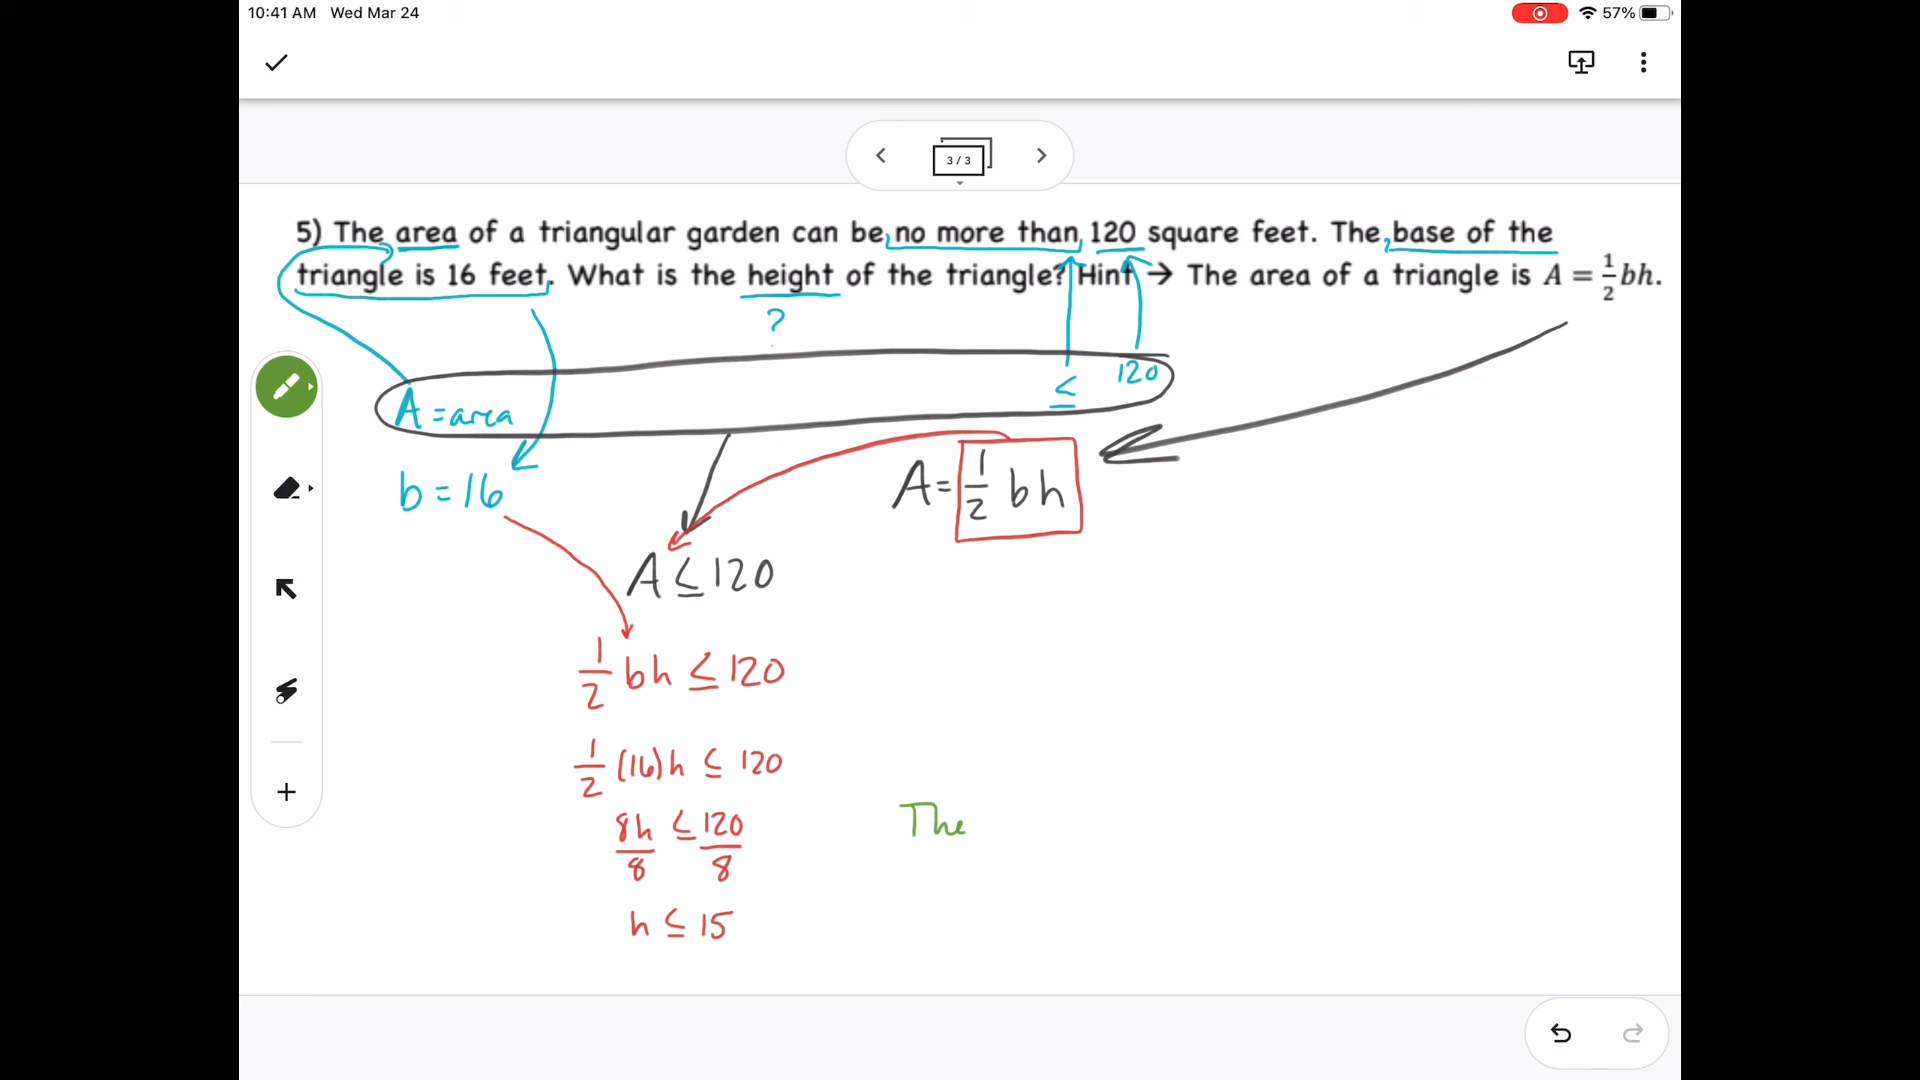 10:41 AM Wed Mar 24
57%
3 / 3
5) The area of a triangular garden can be no more than 120 square feet. The base of the
triangle is 16 feet. What is the height of the triangle? Hint → The area of a triangle is A = 1/2 bh.
?
A = area ≤ 120
b = 16
A = 1/2 bh
A ≤ 120
1/2 bh ≤ 120
1/2 (16)h ≤ 120
8h/8 ≤ 120/8
The
h ≤ 15